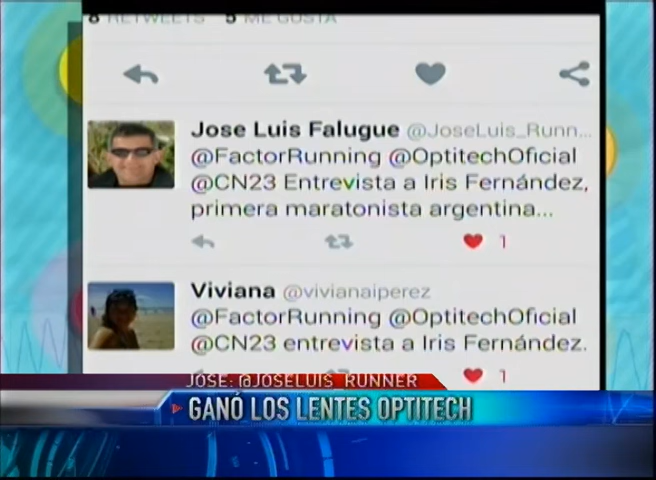 8 RETWEETS 5 ME GUSTA
Jose Luis Falugue @JoseLuis_Runn...
@FactorRunning @OptitechOficial
@CN23 Entrevista a Iris Fernández,
primera maratonista argentina...
1
Viviana @vivianaiperez
@FactorRunning @OptitechOficial
@CN23 entrevista a Iris Fernández.
1
JOSE: @JOSELUIS_RUNNER
GANÓ LOS LENTES OPTITECH